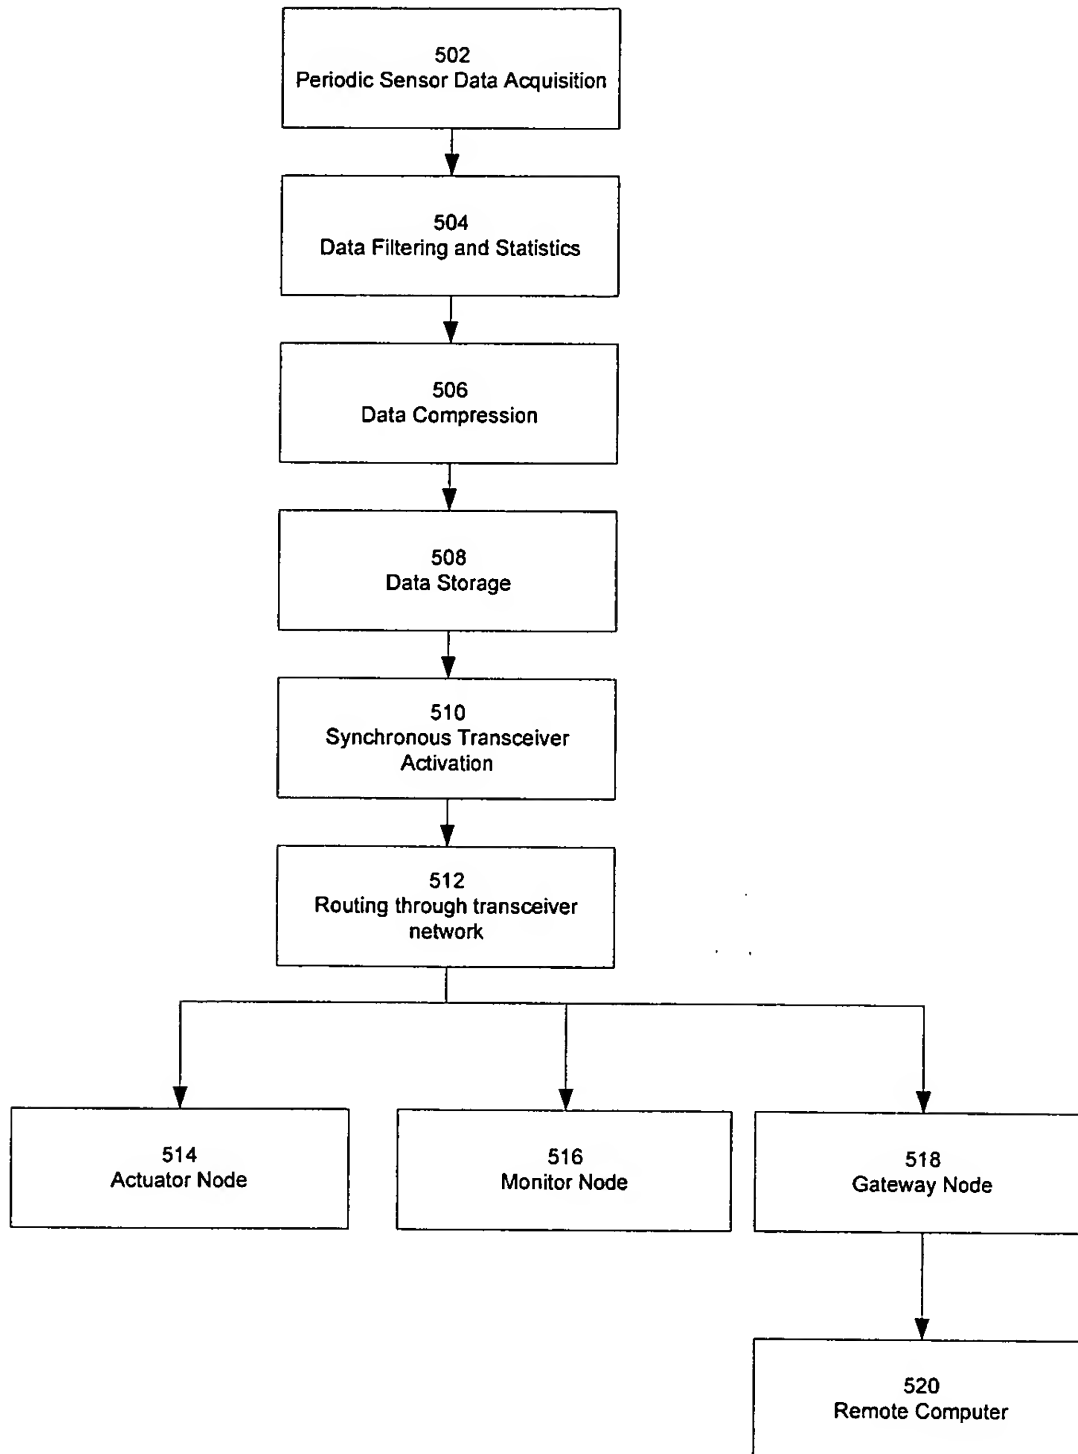 502
Periodic Sensor Data Acquisition
504
Data Filtering and Statistics
506
Data Compression
508
Data Storage
510
Synchronous Transceiver
Activation
512
Routing through transceiver
network
514
Actuator Node
516
Monitor Node
518
Gateway Node
520
Remote Computer